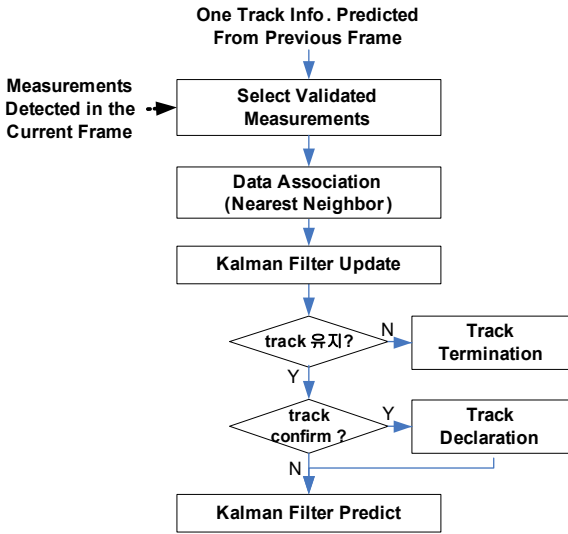 One Track Info. Predicted
From Previous Frame
Measurements
Detected in the
Current Frame
Select Validated
Measurements
Data Association
(Nearest Neighbor)
Kalman Filter Update
track 유지?
N
Track
Termination
Y
track
confirm ?
Y
Track
Declaration
N
Kalman Filter Predict